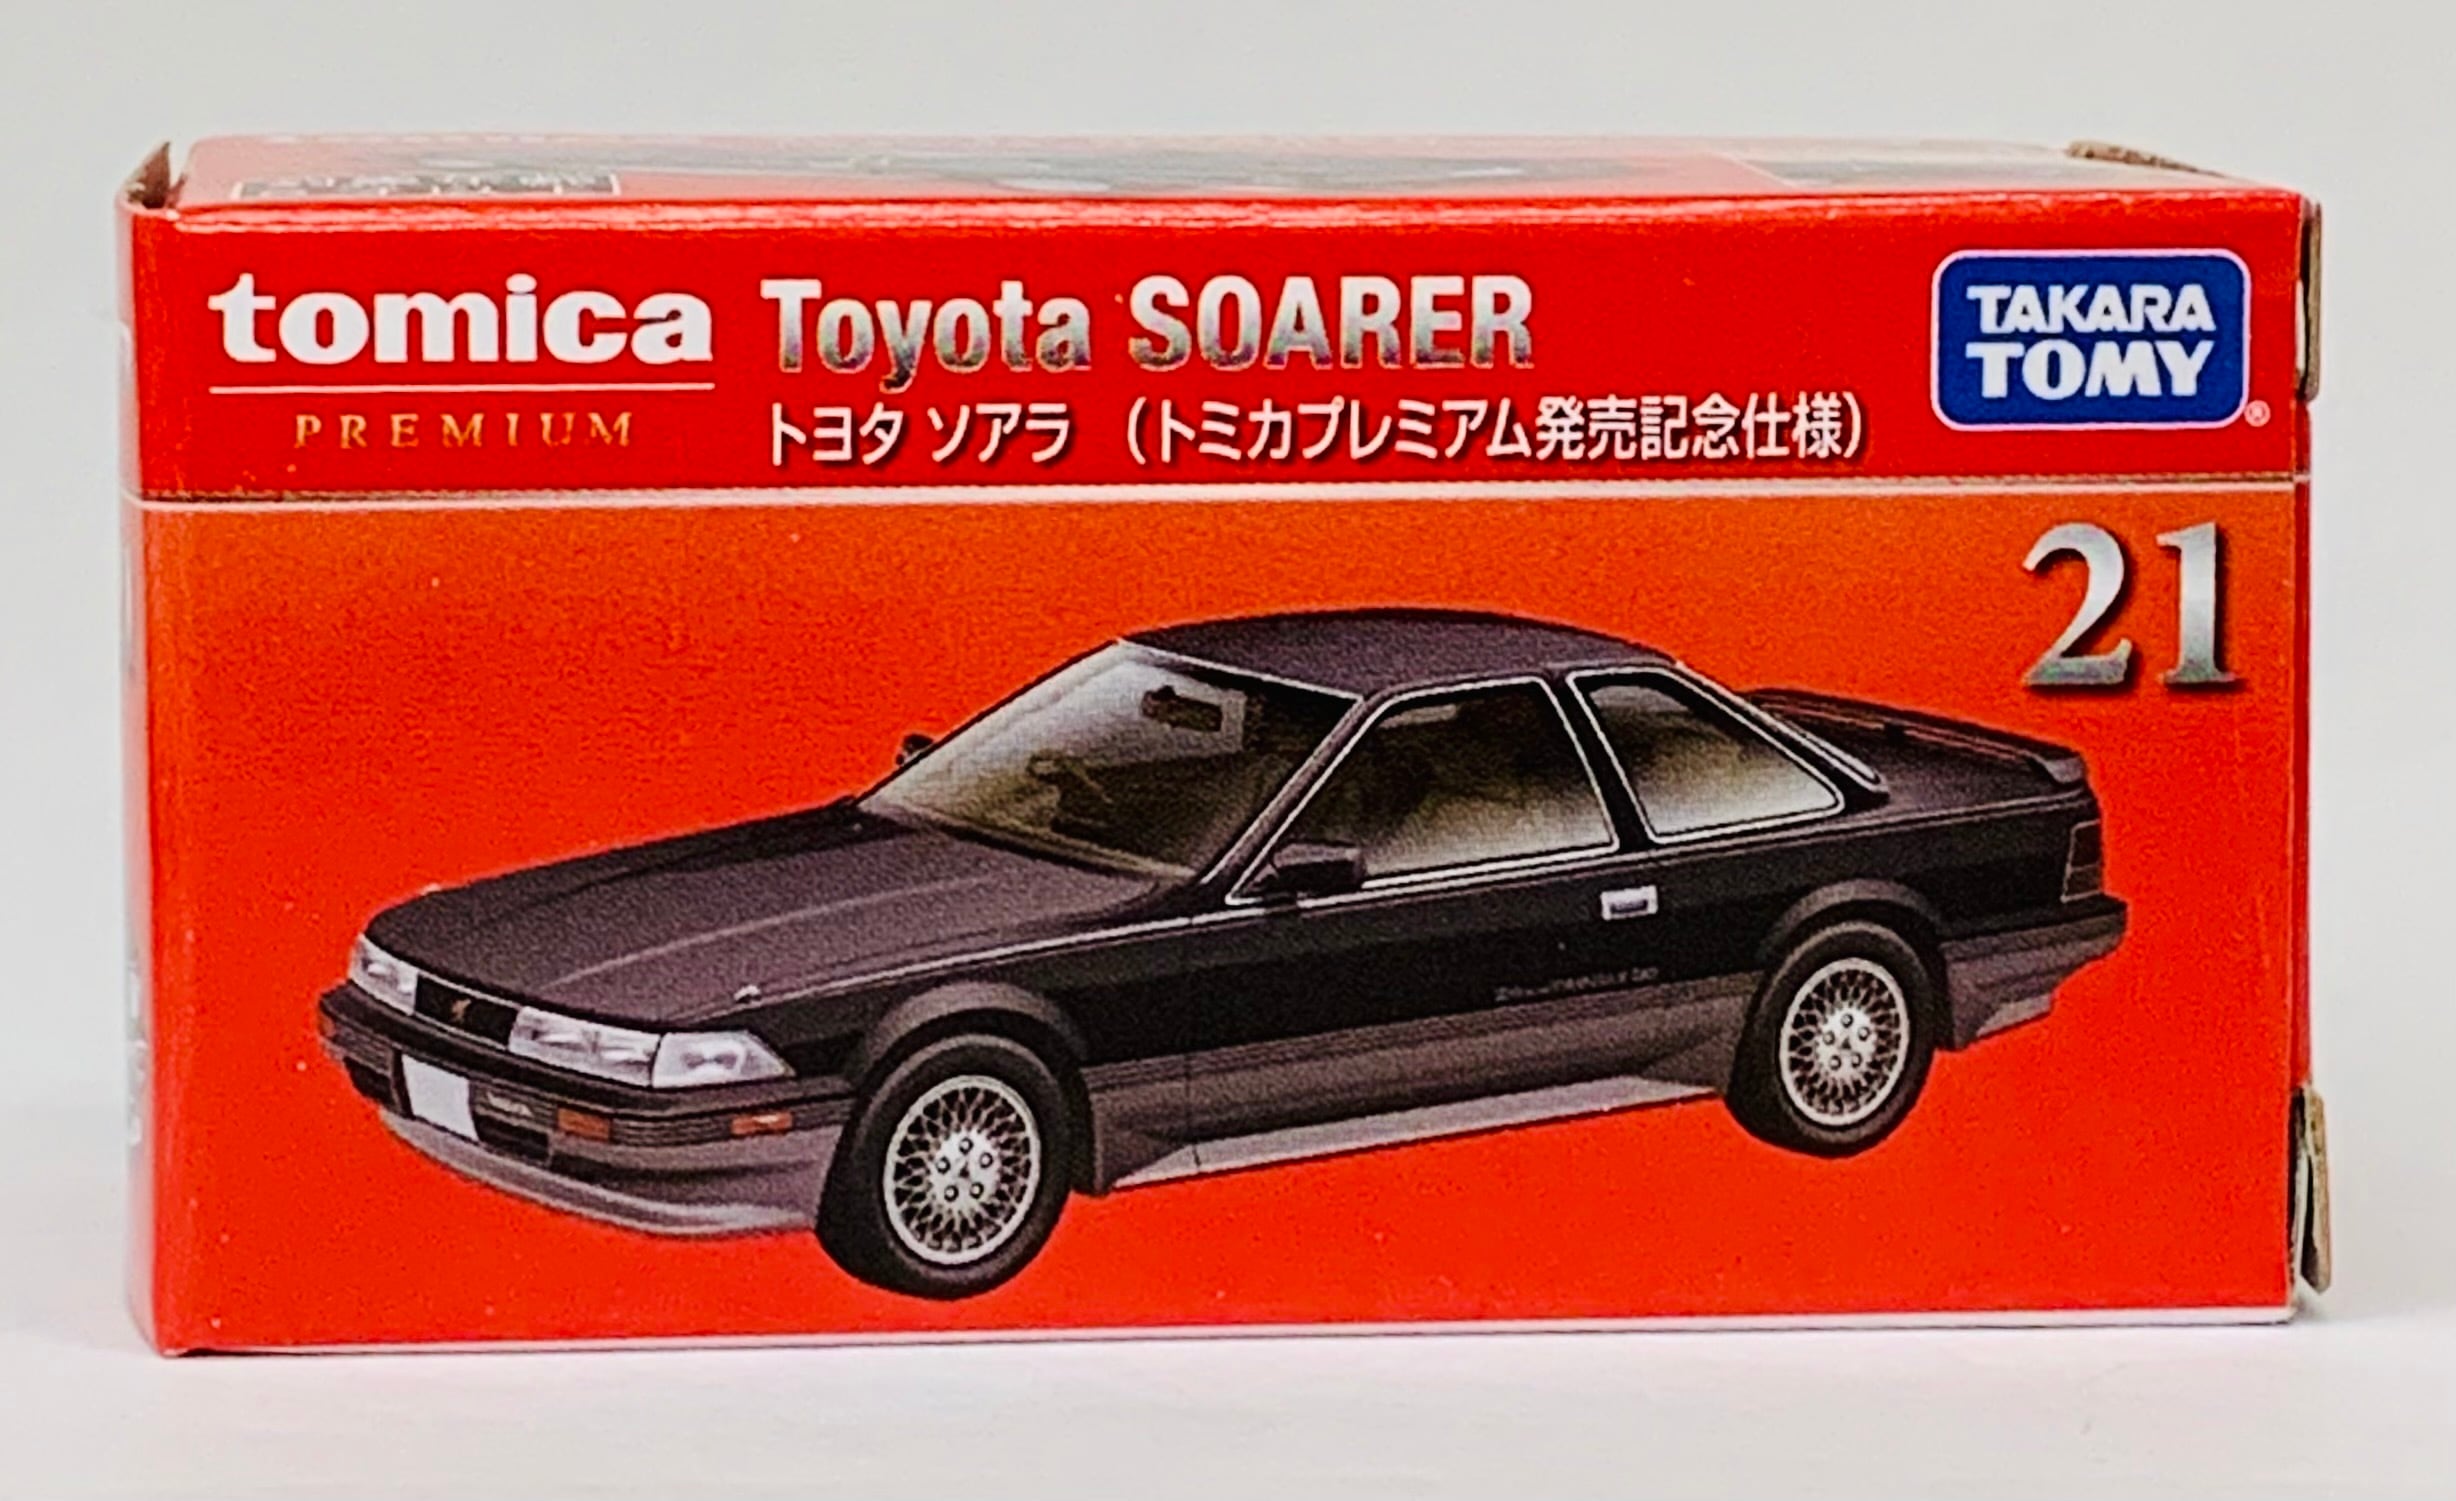 tomica
PREMIUM
Toyota SOARER
トヨタ ソアラ (トミカプレミアム発売記念仕様)
TAKARA
TOMY
®
21